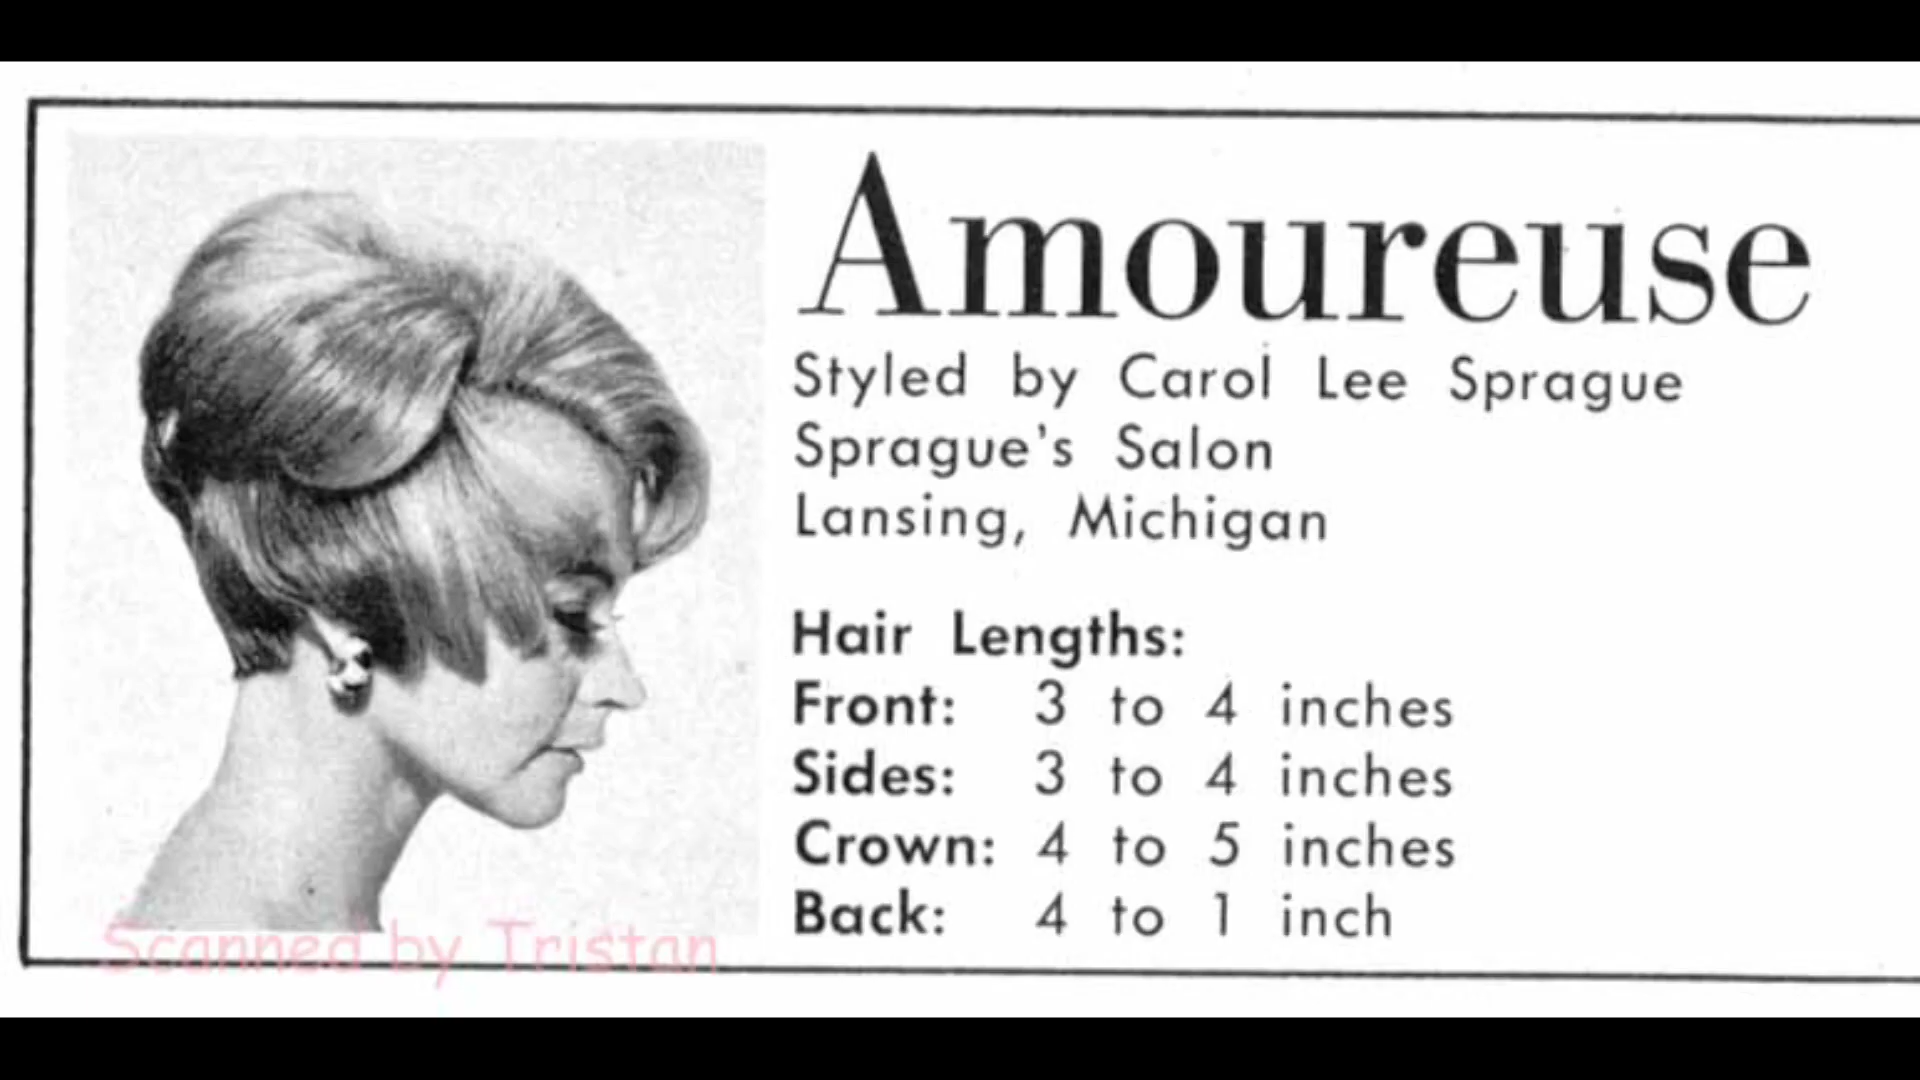 Amoureuse
Styled by Carol Lee Sprague
Sprague's Salon
Lansing, Michigan
Hair Lengths:
Front: 3 to 4 inches
Sides: 3 to 4 inches
Crown: 4 to 5 inches
Back: 4 to 1 inch
Scanned by Tristan